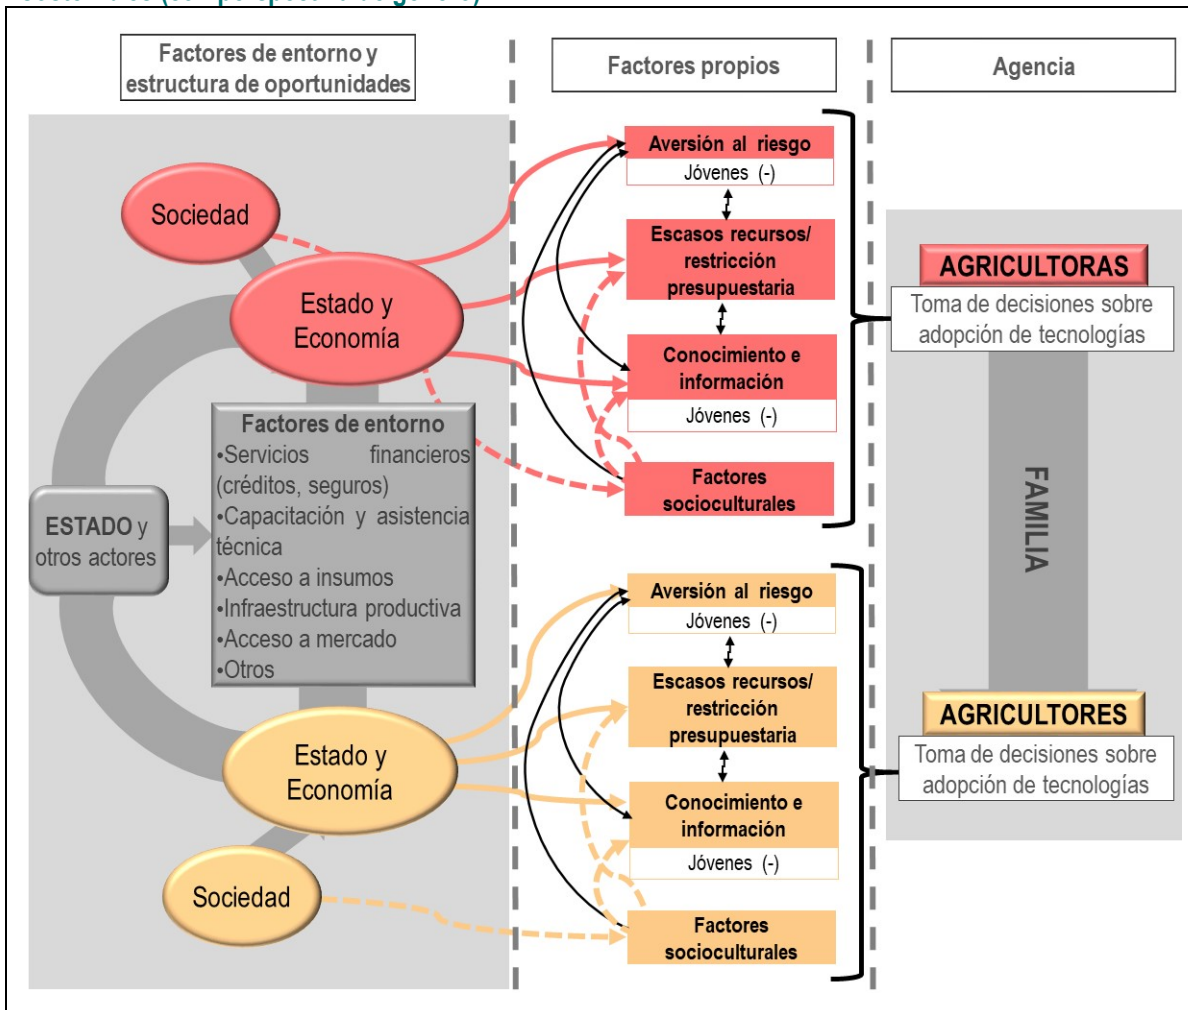 Factores de entorno y
estructura de oportunidades
Factores propios
Agencia
Sociedad
Estado y
Economía
Factores de entorno
•Servicios financieros
(créditos, seguros)
•Capacitación y asistencia
técnica
•Acceso a insumos
•Infraestructura productiva
•Acceso a mercado
•Otros
ESTADO y
otros actores
Estado y
Economía
Sociedad
Aversión al riesgo
Jóvenes (-)
Escasos recursos/
restricción
presupuestaria
Conocimiento e
información
Jóvenes (-)
Factores
socioculturales
Aversión al riesgo
Jóvenes (-)
Escasos recursos/
restricción
presupuestaria
Conocimiento e
información
Jóvenes (-)
Factores
socioculturales
AGRICULTORAS
Toma de decisiones sobre
adopción de tecnologías
FAMILIA
AGRICULTORES
Toma de decisiones sobre
adopción de tecnologías